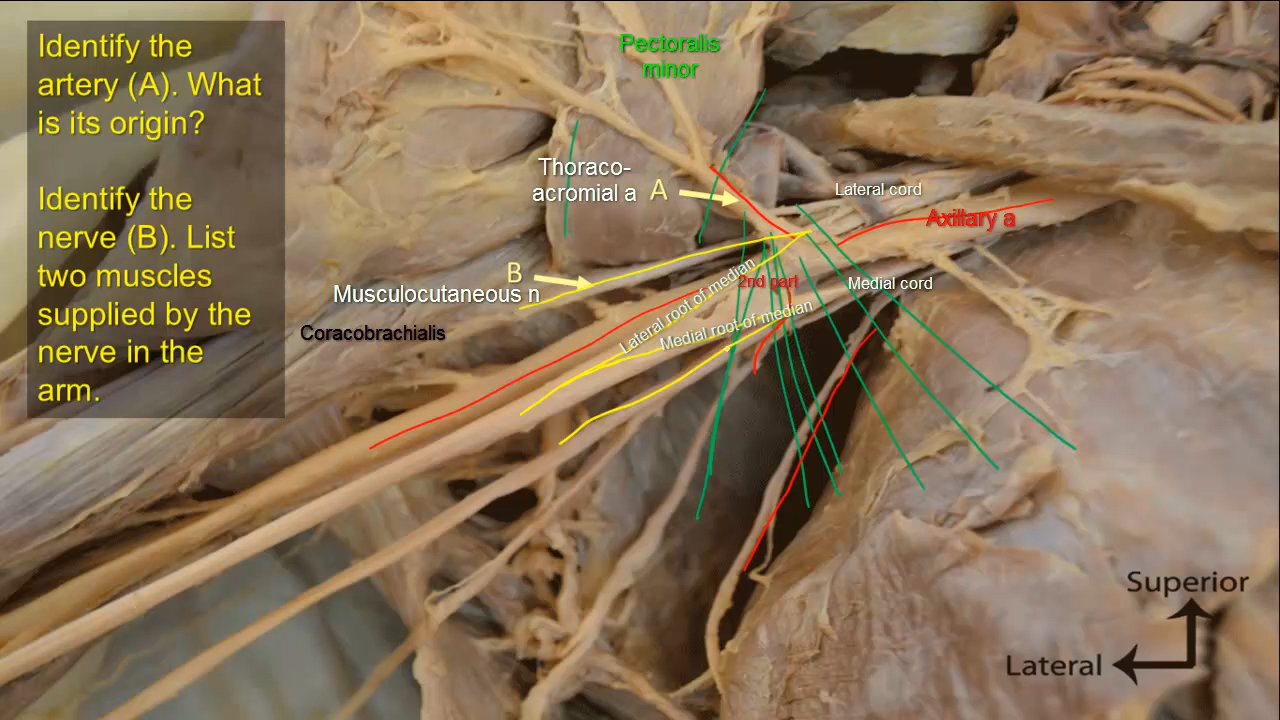 Identify the
artery (A). What
is its origin?
Identify the
nerve (B). List
two muscles
supplied by the
nerve in the
arm.
Pectoralis
minor
Thoraco-
acromial a
A
Lateral cord
Axillary a
B
Musculocutaneous n
2nd part
Medial cord
Lateral root of median
Medial root of median
Coracobrachialis
Superior
Lateral